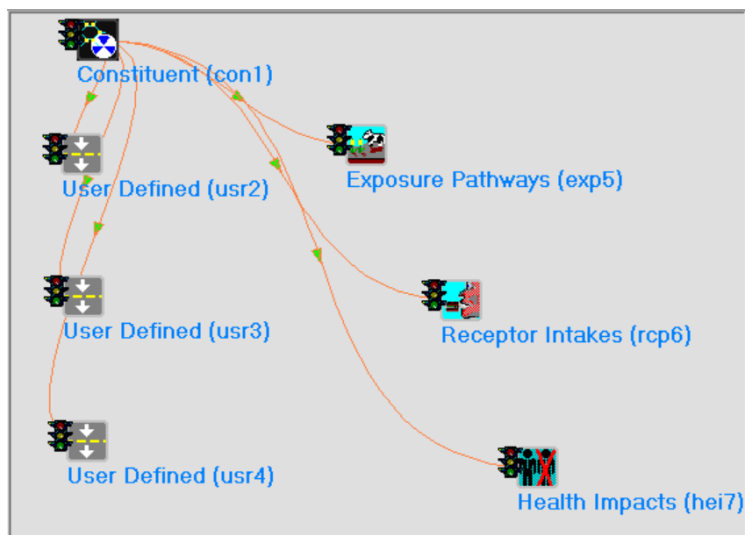 Constituent (con1)
User Defined (usr2)
Exposure Pathways (exp5)
User Defined (usr3)
Receptor Intakes (rcp6)
User Defined (usr4)
Health Impacts (hei7)